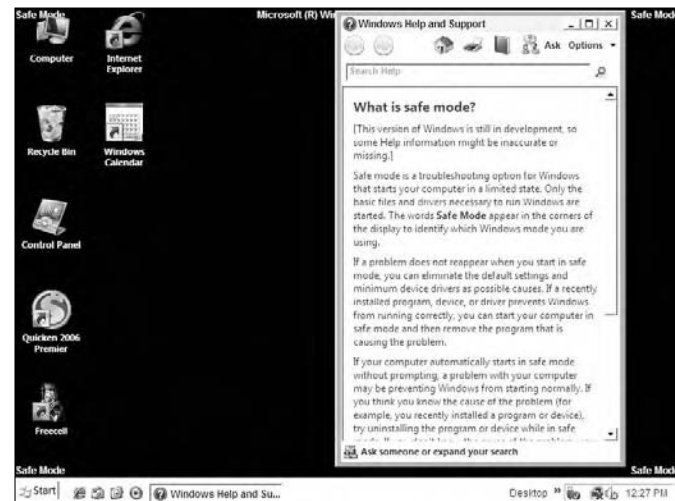 Safe Mode
Microsoft (R) Wi
Safe Mod
Computer
Internet
Explorer
Recycle Bin
Windows
Calendar
Control Panel
Quicken 2006
Premier
Freecell
Windows Help and Support
Ask Options
Search Help
What is safe mode?
[This version of Windows is still in development, so
some Help information might be inaccurate or
missing.]
Safe mode is a troubleshooting option for Windows
that starts your computer in a limited state. Only the
basic files and drivers necessary to run Windows are
started. The words Safe Mode appear in the corners of
the display to identify which Windows mode you are
using.
If a problem does not reappear when you start in safe
mode, you can eliminate the default settings and
minimum device drivers as possible causes. If a recently
installed program, device, or driver prevents Windows
from running correctly, you can start your computer in
safe mode and then remove the program that is
causing the problem.
If your computer automatically starts in safe mode
without prompting, a problem with your computer
may be preventing Windows from starting normally. If
you think you know the cause of the problem (for
example, you recently installed a program or device),
try uninstalling the program or device while in safe
Ask someone or expand your search
Safe Mode
Safe Mod
Start
Windows Help and Su...
Desktop »
12:27 PM